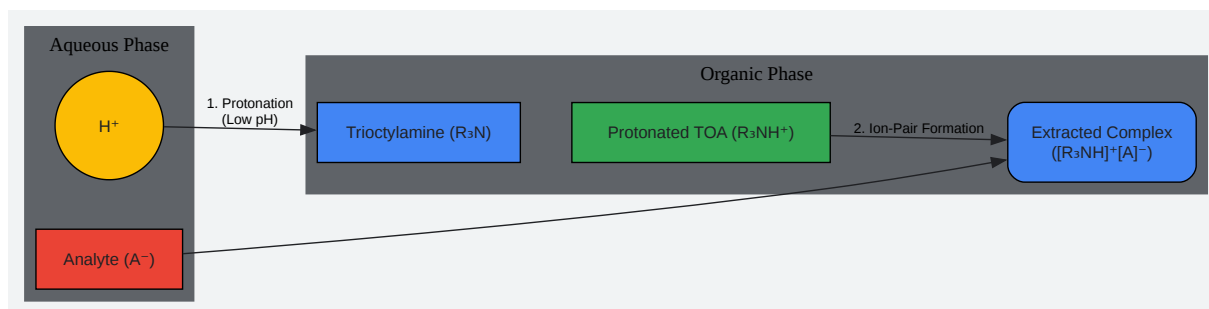 Aqueous Phase
H⁺
Analyte (A⁻)
1. Protonation
(Low pH)
Organic Phase
Trioctylamine (R₃N)
Protonated TOA (R₃NH⁺)
2. Ion-Pair Formation
Extracted Complex
([R₃NH]⁺[A]⁻)